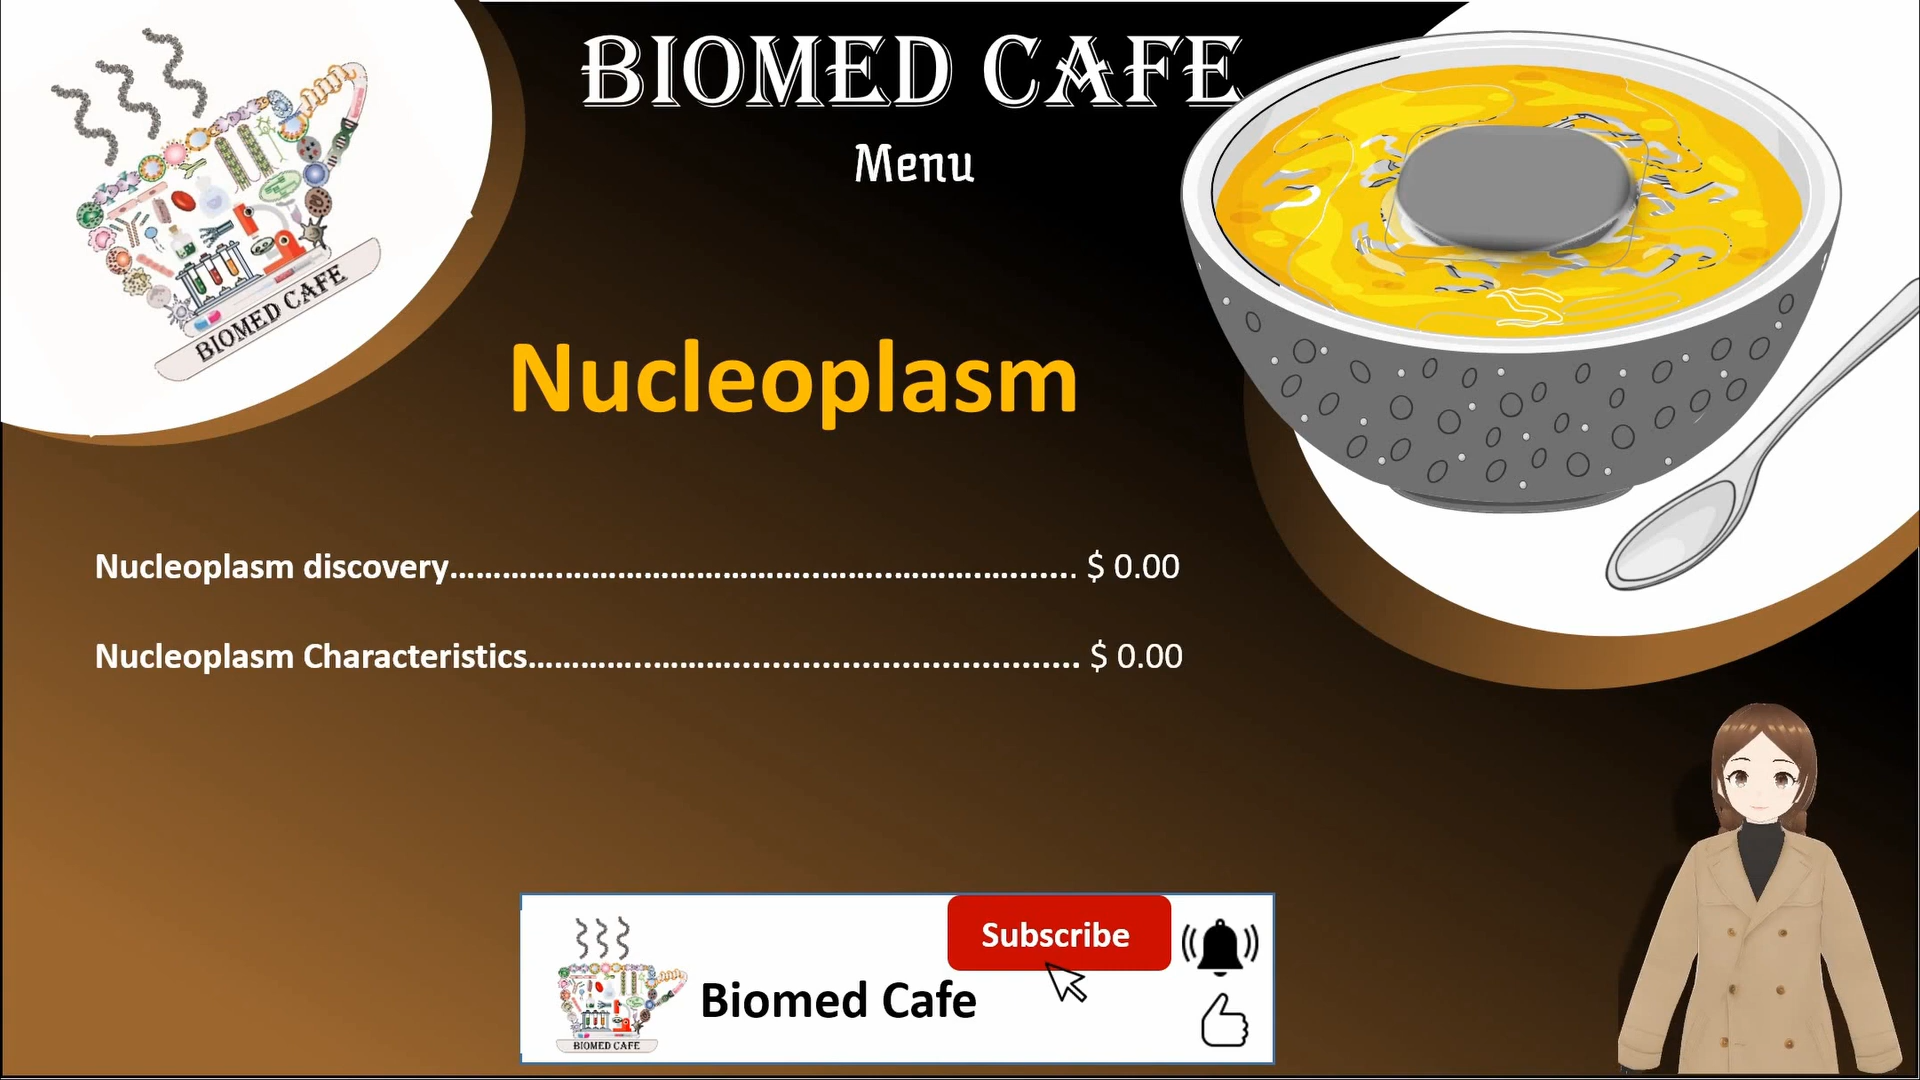 BIOMED CAFE
Menu
BIOMED CAFE
Nucleoplasm
Nucleoplasm discovery........................................................................ $ 0.00
Nucleoplasm Characteristics............................................................ $ 0.00
Subscribe
Biomed Cafe
BIOMED CAFE